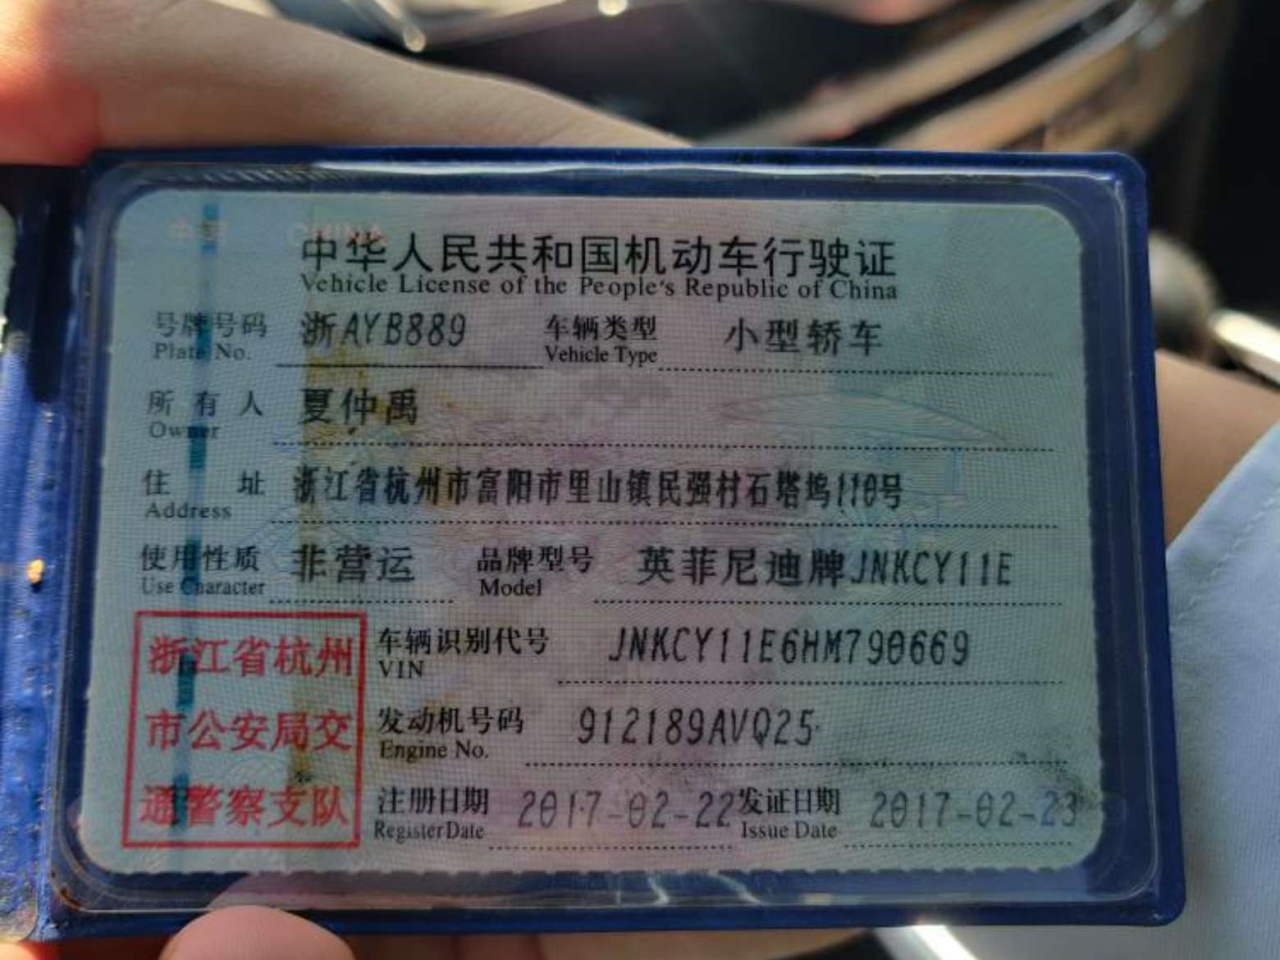 中国 CHINA
中华人民共和国机动车行驶证
Vehicle License of the People's Republic of China
号牌号码 浙AYB889 车辆类型 小型轿车
Plate No. Vehicle Type
所有人 夏仲禹
Owner
住址 浙江省杭州市富阳市里山镇民强村石塔坞110号
Address
使用性质 非营运 品牌型号 英菲尼迪牌JNKCY11E
Use Character Model
浙江省杭州 车辆识别代号 JNKCY11E6HM790669
VIN
市公安局交 发动机号码 912189AVQ25
Engine No.
通警察支队 注册日期 2017-02-22 发证日期 2017-02-23
Register Date Issue Date